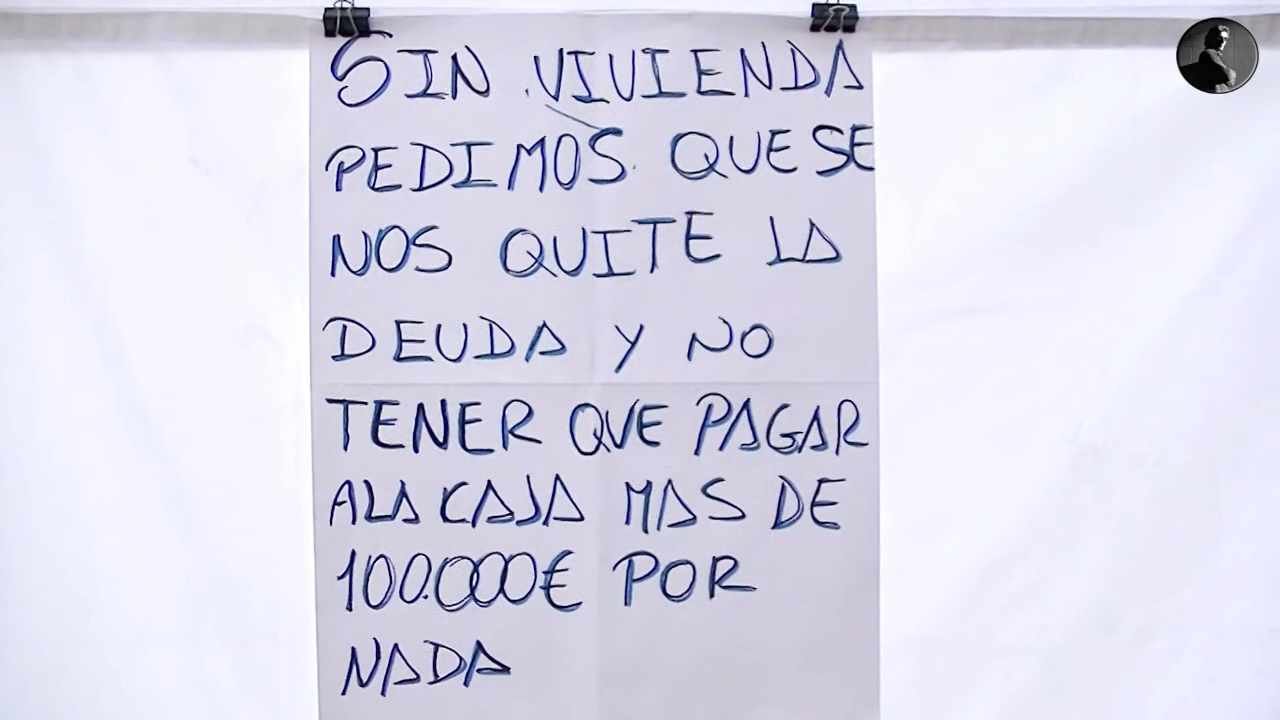 SIN VIVIENDA
PEDIMOS QUE SE
NOS QUITE LA
DEUDA Y NO
TENER QUE PAGAR
A LA CAJA MAS DE
100.000€ POR
NADA